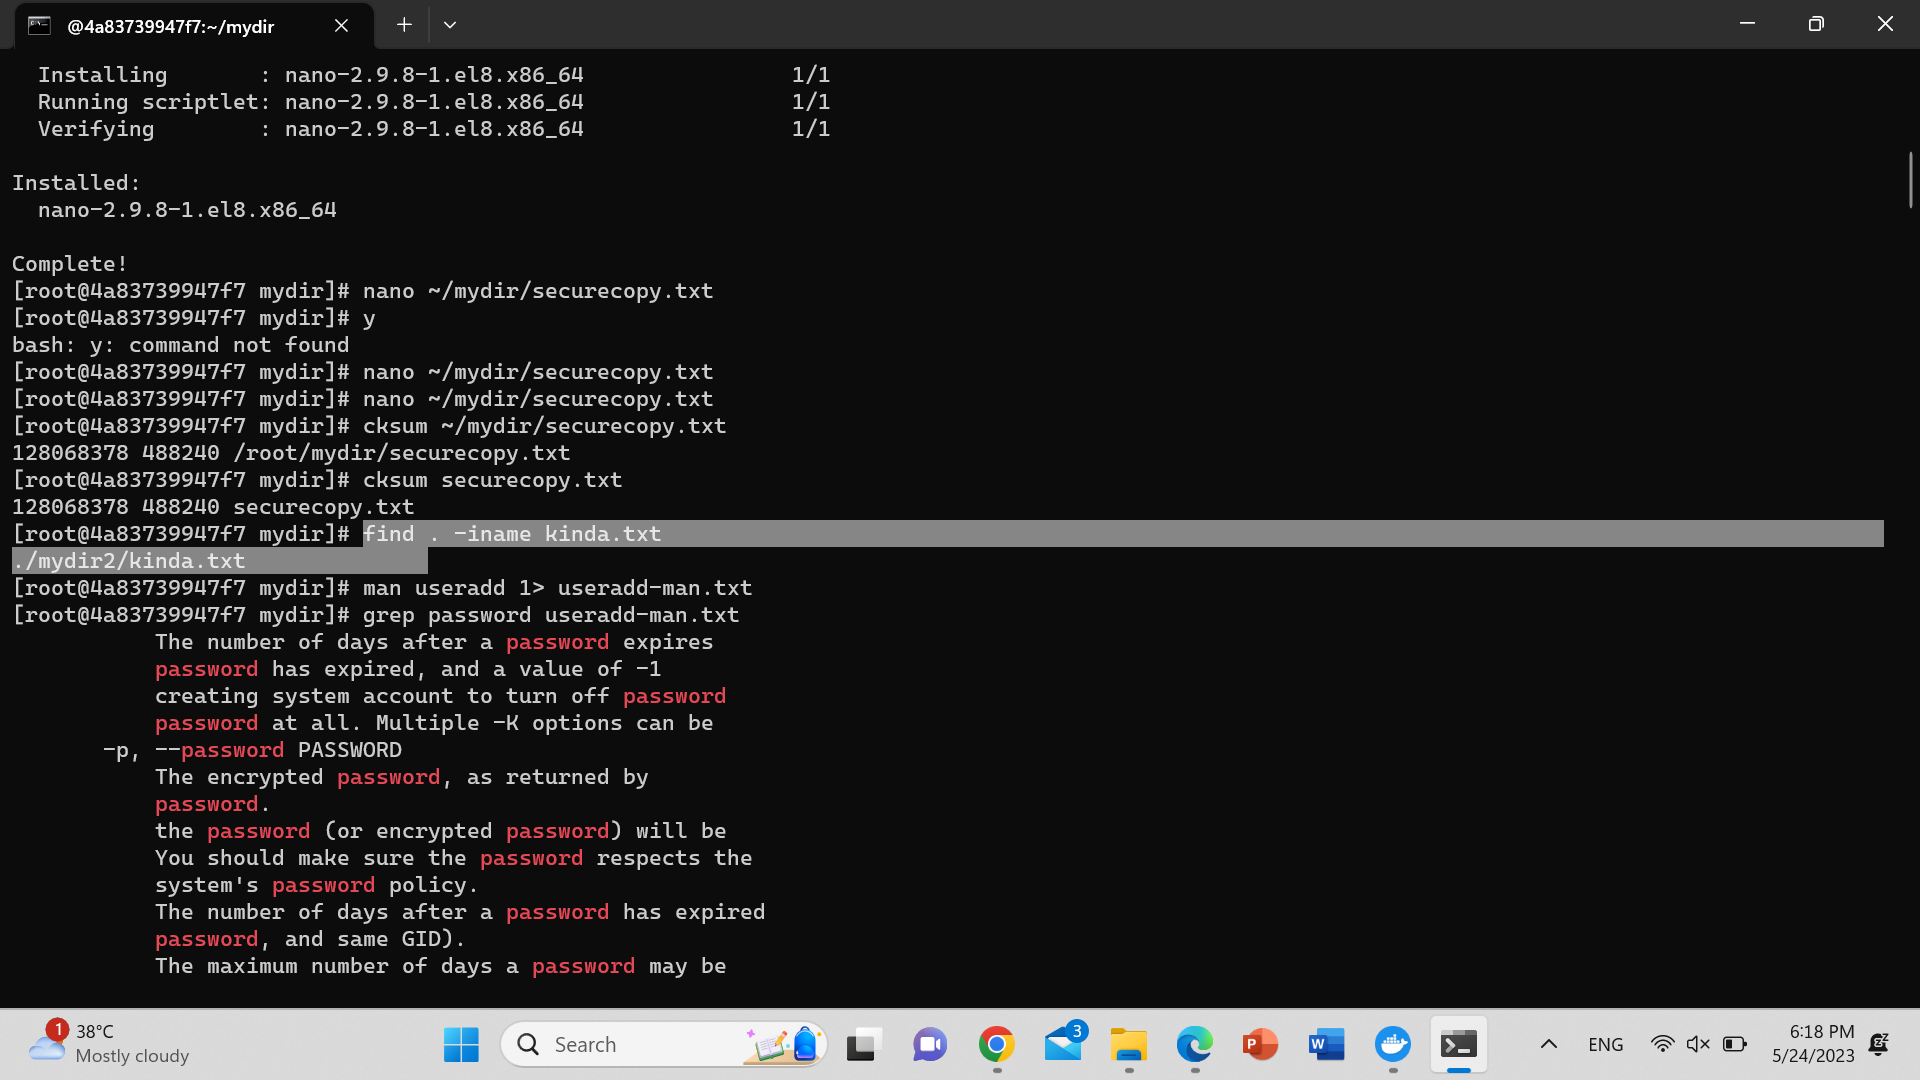 @4a83739947f7:~/mydir
Installing       : nano-2.9.8-1.el8.x86_64                1/1
Running scriptlet: nano-2.9.8-1.el8.x86_64                1/1
Verifying        : nano-2.9.8-1.el8.x86_64                1/1
Installed:
nano-2.9.8-1.el8.x86_64
Complete!
[root@4a83739947f7 mydir]# nano ~/mydir/securecopy.txt
[root@4a83739947f7 mydir]# y
bash: y: command not found
[root@4a83739947f7 mydir]# nano ~/mydir/securecopy.txt
[root@4a83739947f7 mydir]# nano ~/mydir/securecopy.txt
[root@4a83739947f7 mydir]# cksum ~/mydir/securecopy.txt
128068378 488240 /root/mydir/securecopy.txt
[root@4a83739947f7 mydir]# cksum securecopy.txt
128068378 488240 securecopy.txt
[root@4a83739947f7 mydir]# find . -iname kinda.txt
./mydir2/kinda.txt
[root@4a83739947f7 mydir]# man useradd 1> useradd-man.txt
[root@4a83739947f7 mydir]# grep password useradd-man.txt
The number of days after a password expires
password has expired, and a value of -1
creating system account to turn off password
password at all. Multiple -K options can be
-p, --password PASSWORD
The encrypted password, as returned by
password.
the password (or encrypted password) will be
You should make sure the password respects the
system's password policy.
The number of days after a password has expired
password, and same GID).
The maximum number of days a password may be
1
38°C
Mostly cloudy
Search
3
P
W
ENG
6:18 PM
5/24/2023